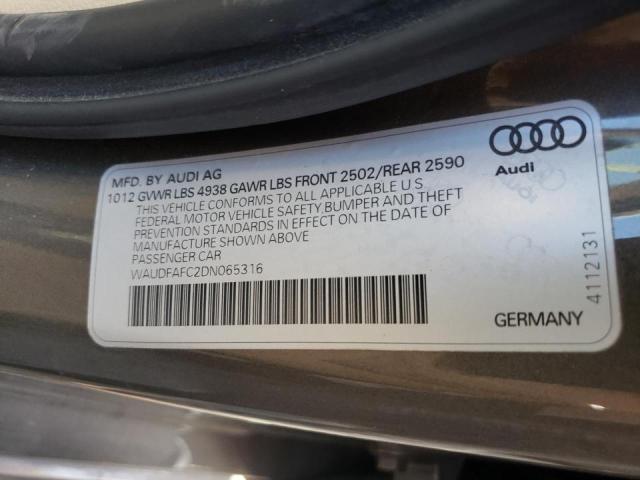 MFD. BY AUDI AG
1012 GVWR LBS 4938 GAWR LBS FRONT 2502/REAR 2590
THIS VEHICLE CONFORMS TO ALL APPLICABLE U.S
FEDERAL MOTOR VEHICLE SAFETY BUMPER AND THEFT
PREVENTION STANDARDS IN EFFECT ON THE DATE OF
MANUFACTURE SHOWN ABOVE
PASSENGER CAR
WAUDFAFC2DN065316
Audi
4112131
GERMANY